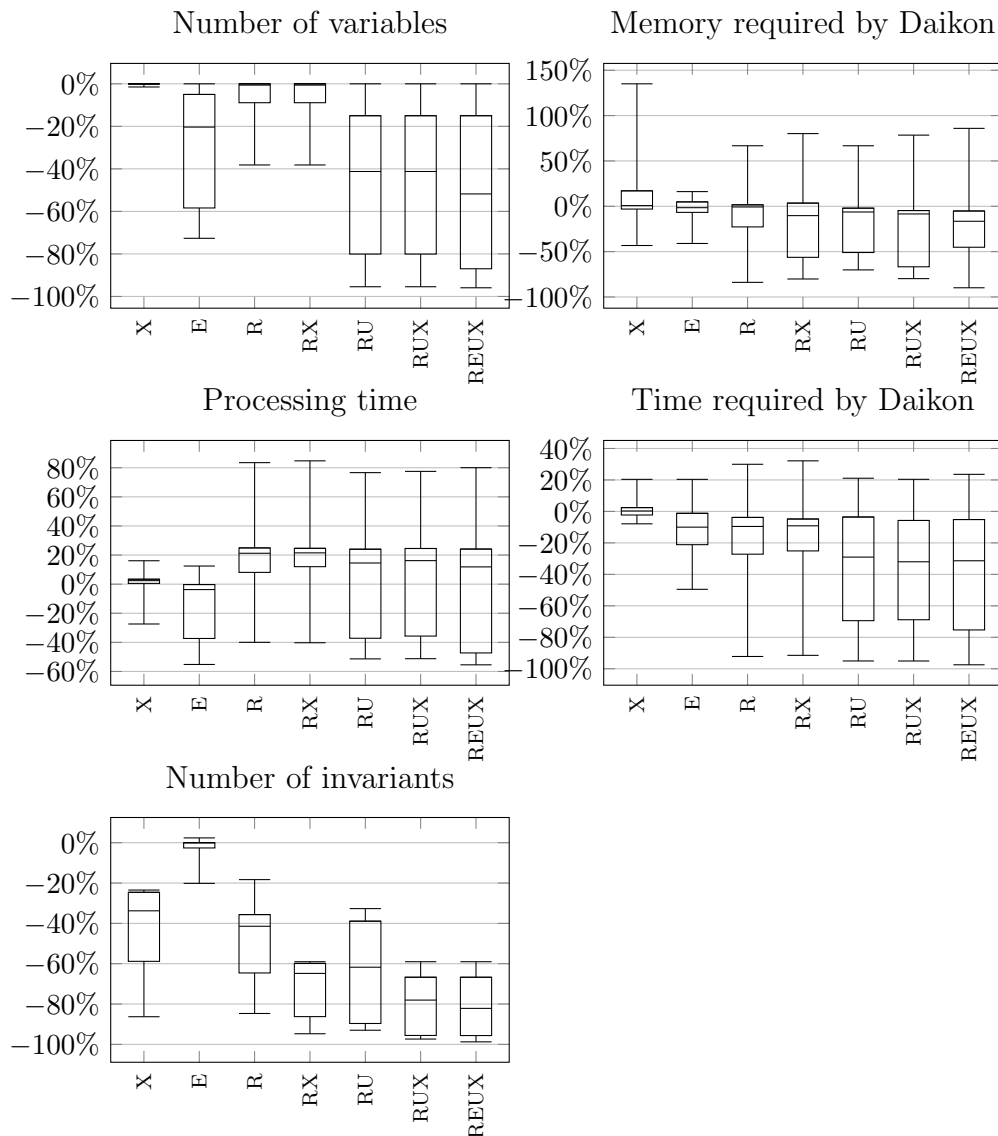 Number of variables
0%
−20%
−40%
−60%
−80%
−100%
X
E
R
RX
RU
RUX
REUX
Memory required by Daikon
150%
100%
50%
0%
−50%
−100%
X
E
R
RX
RU
RUX
REUX
Processing time
80%
60%
40%
20%
0%
−20%
−40%
−60%
X
E
R
RX
RU
RUX
REUX
Time required by Daikon
40%
20%
0%
−20%
−40%
−60%
−80%
−100%
X
E
R
RX
RU
RUX
REUX
Number of invariants
0%
−20%
−40%
−60%
−80%
−100%
X
E
R
RX
RU
RUX
REUX